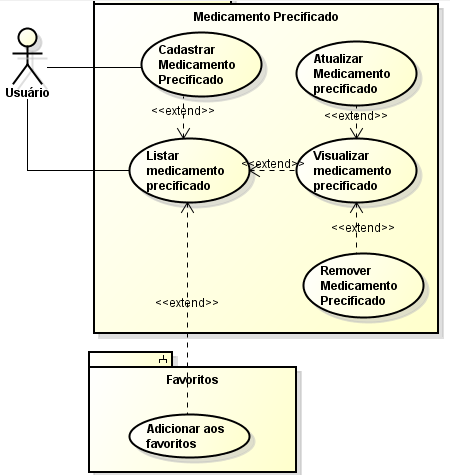 Medicamento Precificado
Usuário
Cadastrar
Medicamento
Precificado
Atualizar
Medicamento
precificado
<<extend>>
<<extend>>
Listar
medicamento
precificado
<<extend>>
Visualizar
medicamento
precificado
<<extend>>
Remover
Medicamento
Precificado
<<extend>>
Favoritos
Adicionar aos
favoritos